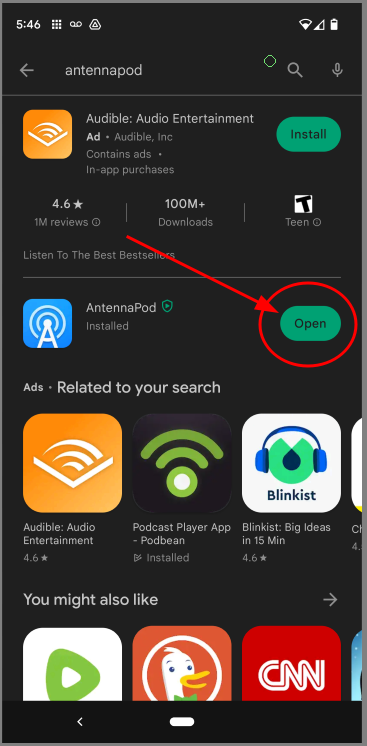 5:46
antennapod
Audible: Audio Entertainment
Ad • Audible, Inc
Contains ads •
In-app purchases
Install
4.6★
1M reviews
100M+
Downloads
T
Teen
Listen To The Best Bestsellers
AntennaPod
Installed
Open
Ads • Related to your search
Audible: Audio
Entertainment
4.6★
Podcast Player App
- Podbean
Installed
Blinkist
Blinkist: Big Ideas
in 15 Min
4.6★
4.
You might also like
CNN